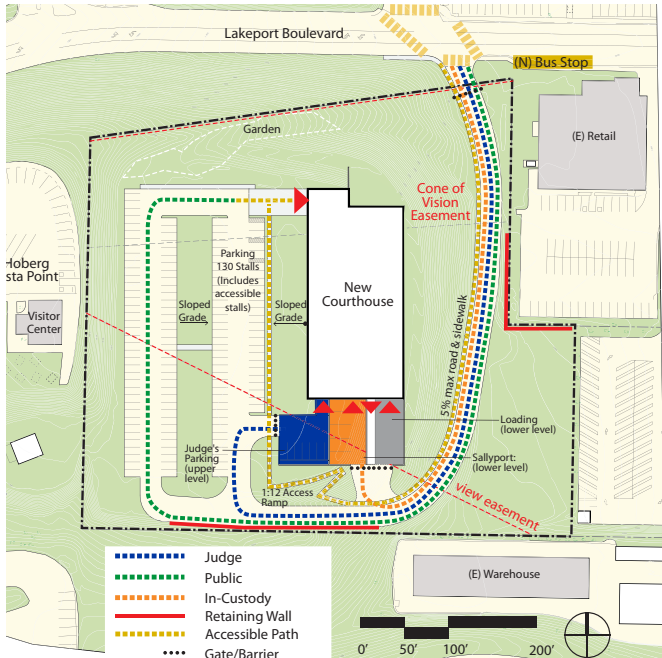 Lakeport Boulevard
(N) Bus Stop
Garden
(E) Retail
Cone of
Vision
Easement
Parking
130 Stalls
(Includes
accessible
stalls)
Hoberg
sta Point
New
Courthouse
Sloped
Grade
Sloped
Grade
Visitor
Center
5% max road & sidewalk
Loading
(lower level)
Judge's
Parking
(upper
level)
Sallyport:
(lower level)
1:12 Access
Ramp
view easement
(E) Warehouse
Judge
Public
In-Custody
Retaining Wall
Accessible Path
Gate/Barrier
0' 50' 100' 200'